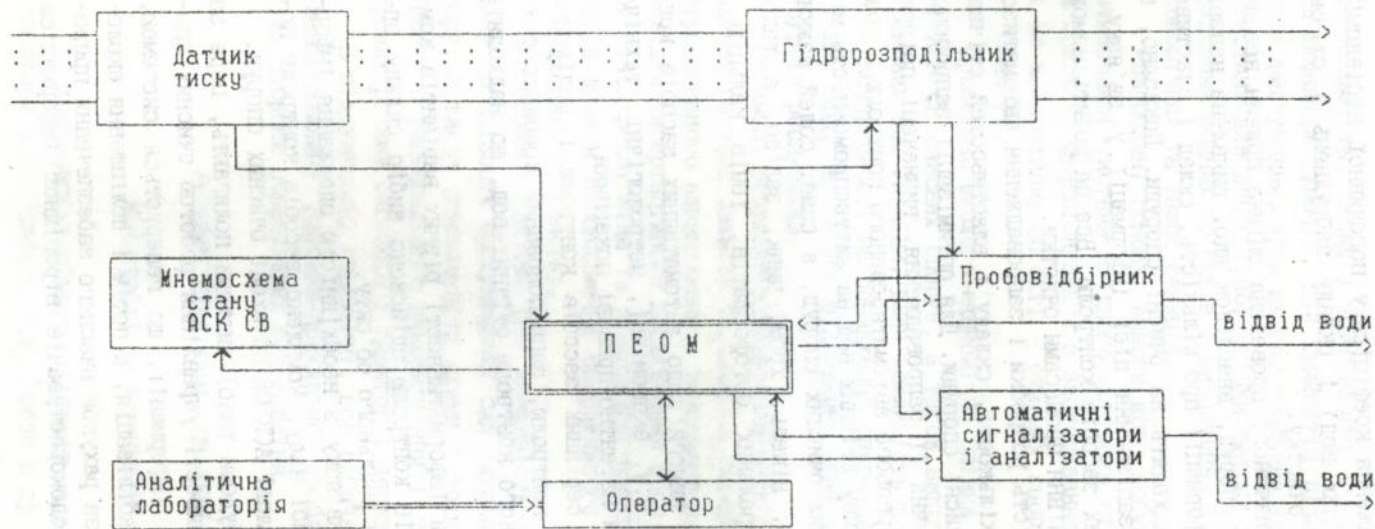 Датчик
тиску
Гідророзподільник
Мнемосхема
стану
АСК СВ
П Е О М
Пробовідбірник
відвід води
Автоматичні
сигналізатори
і аналізатори
відвід води
Аналітична
лабораторія
Оператор